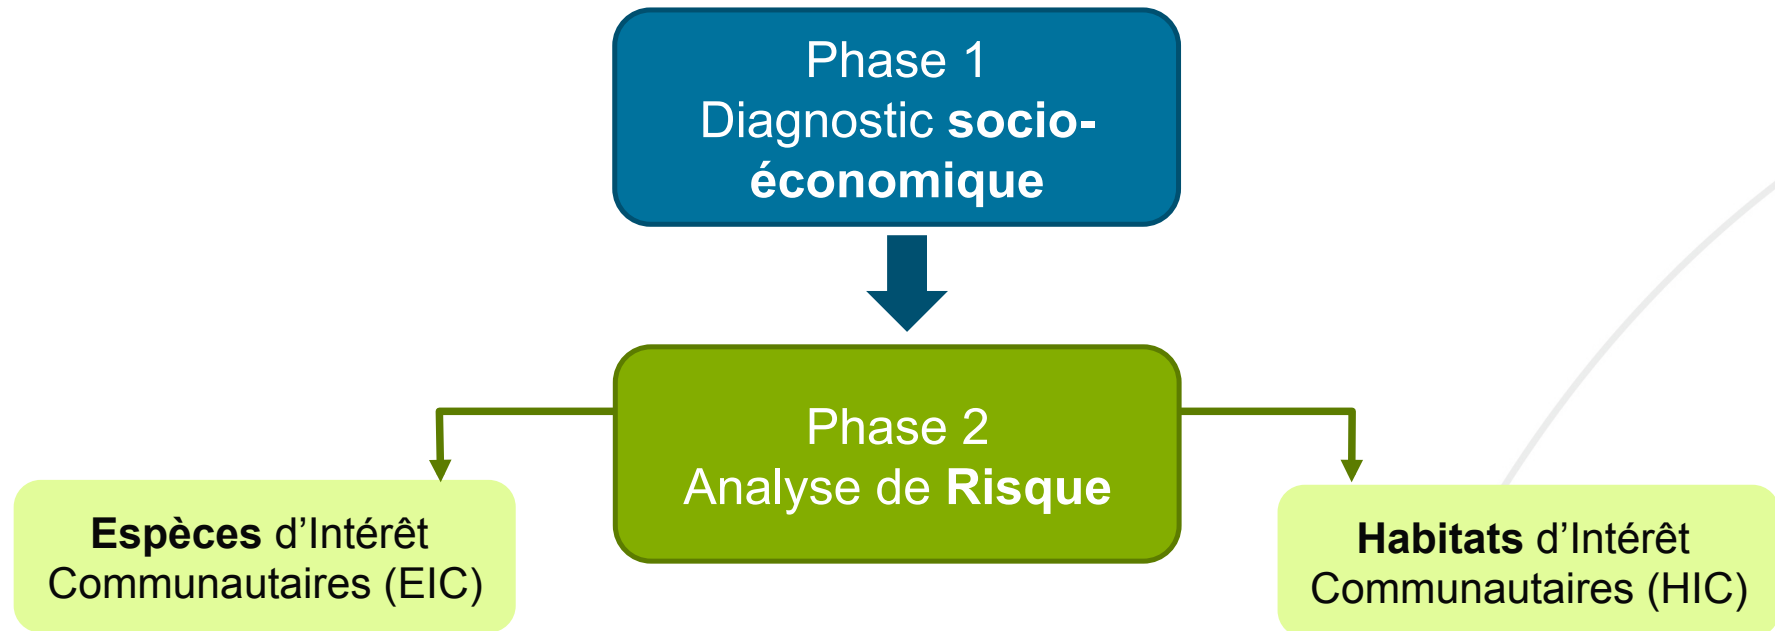 Phase 1
Diagnostic socio-
économique
Phase 2
Analyse de Risque
Espèces d’Intérêt
Communautaires (EIC)
Habitats d’Intérêt
Communautaires (HIC)